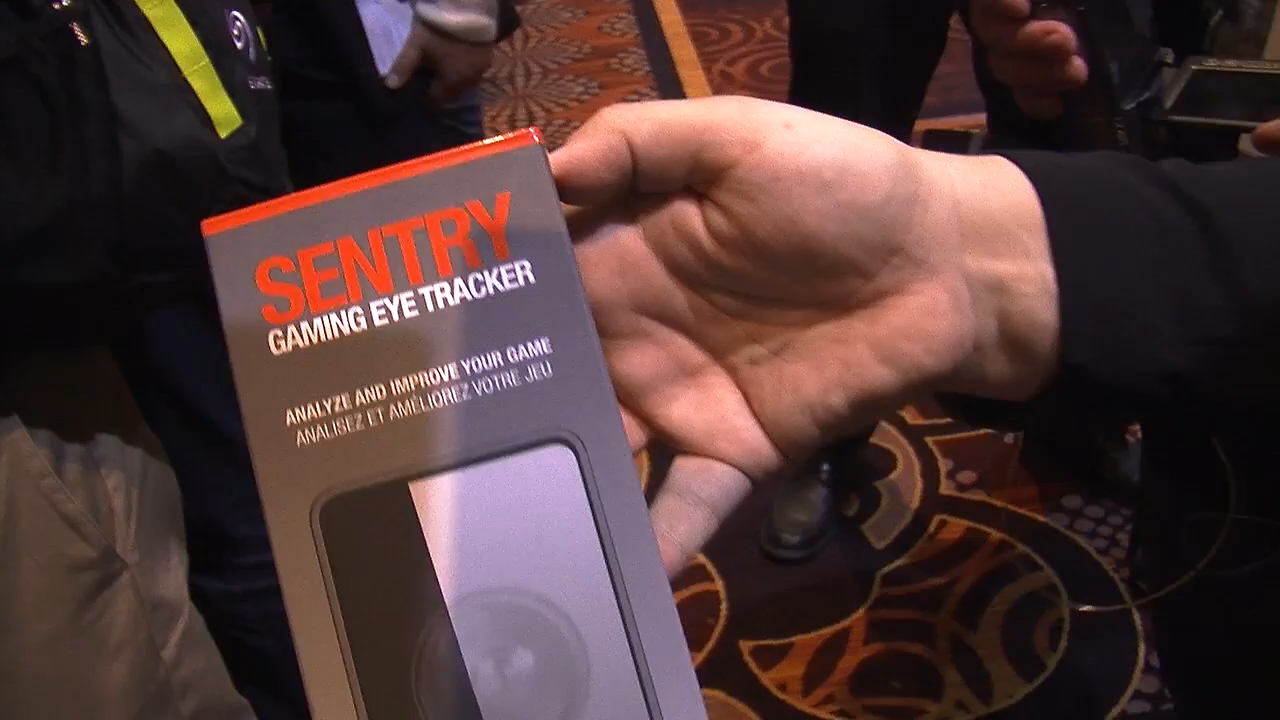 SENTRY
GAMING EYE TRACKER
ANALYZE AND IMPROVE YOUR GAME
ANALISEZ ET AMÉLIOREZ VOTRE JEU